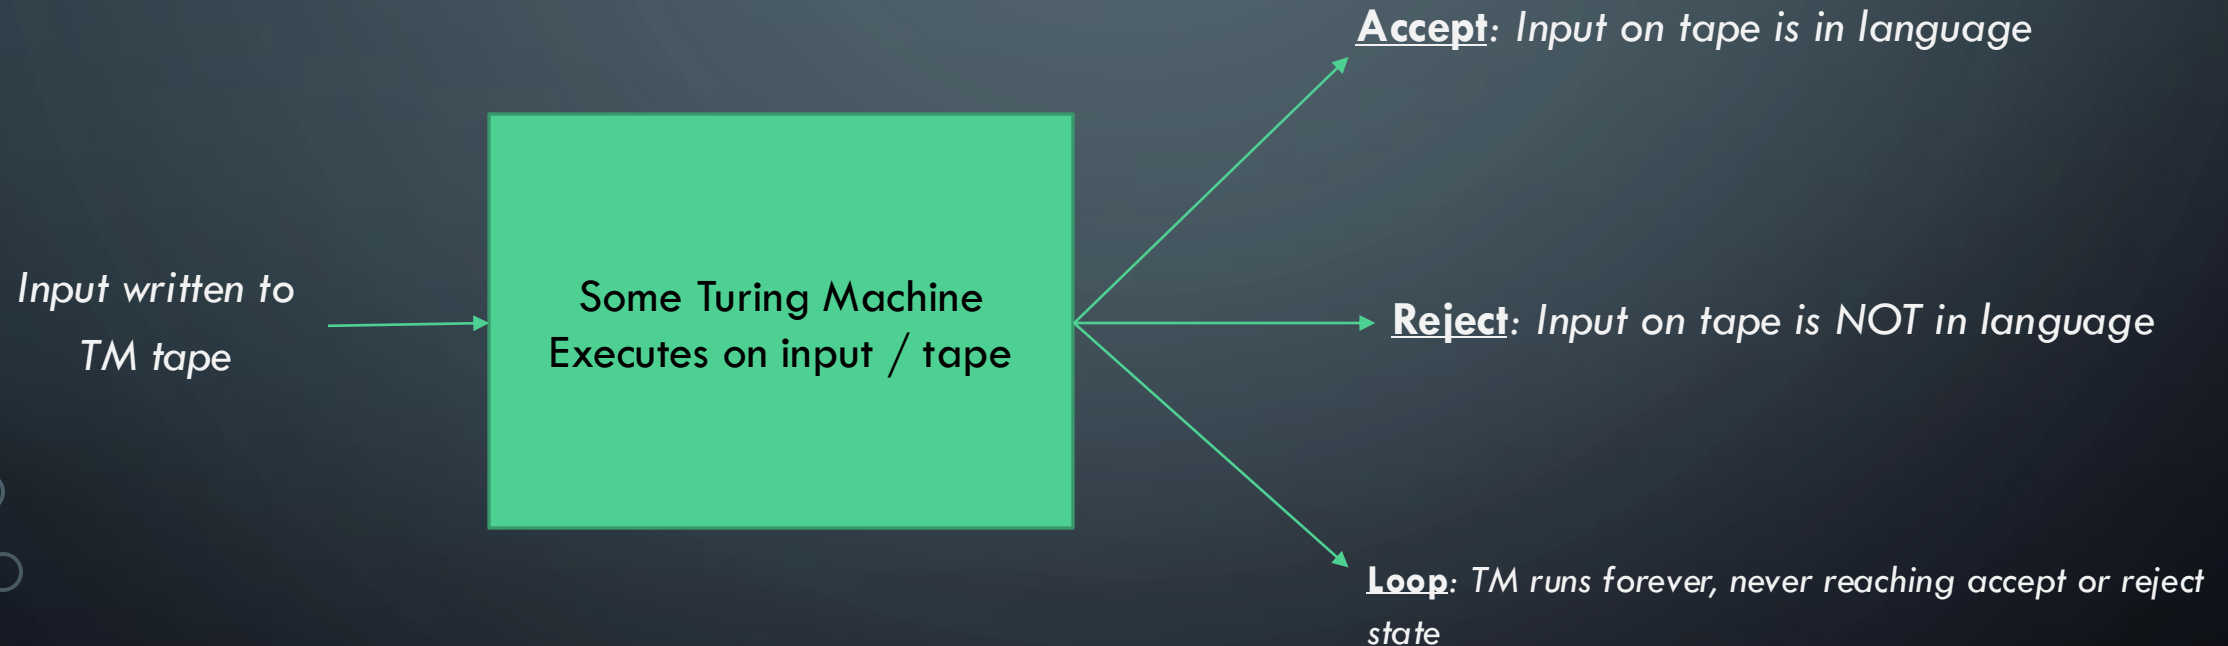 Accept: Input on tape is in language
Input written to
TM tape
Some Turing Machine
Executes on input / tape
Reject: Input on tape is NOT in language
Loop: TM runs forever, never reaching accept or reject
state